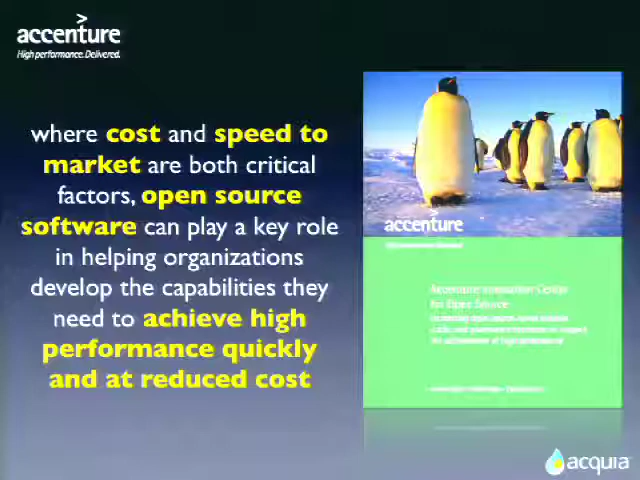 accenture
High performance. Delivered.
where cost and speed to
market are both critical
factors, open source
software can play a key role
in helping organizations
develop the capabilities they
need to achieve high
performance quickly
and at reduced cost
accenture
Accenture Innovation Center
for Open Source
acquia